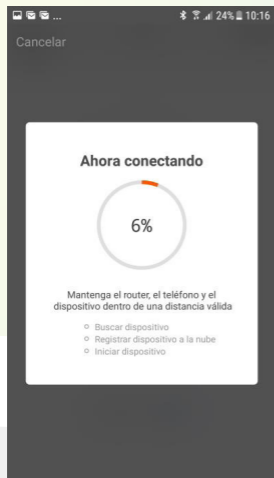 ... 24% 10:16
Cancelar
Ahora conectando
6%
Mantenga el router, el teléfono y el
dispositivo dentro de una distancia válida
Buscar dispositivo
Registrar dispositivo a la nube
Iniciar dispositivo